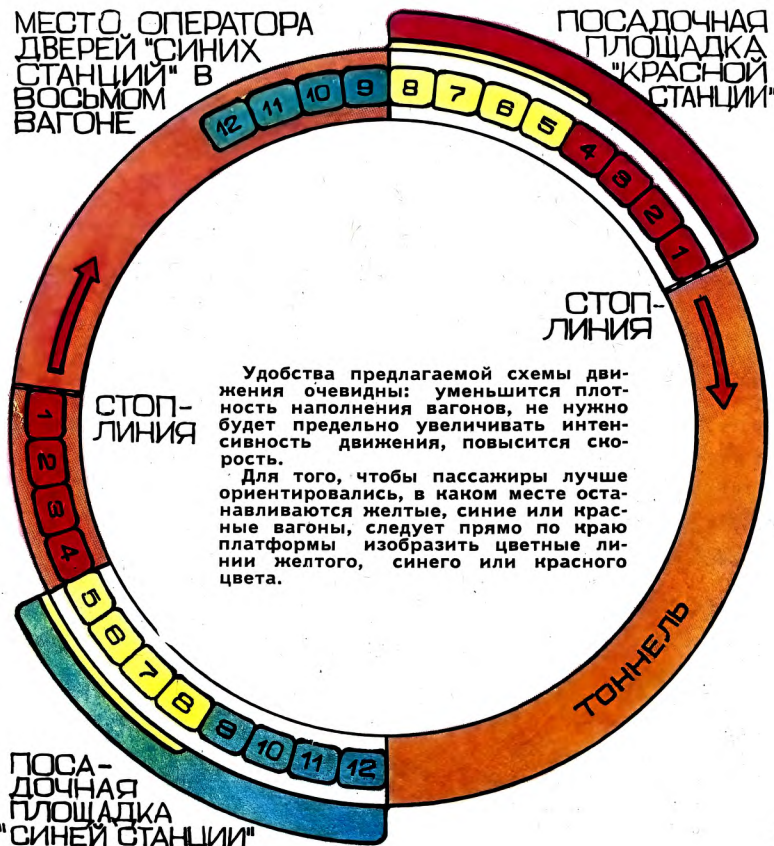 МЕСТО ОПЕРАТОРА
ДВЕРЕЙ "СИНИХ
СТАНЦИЙ" В
ВОСЬМОМ
ВАГОНЕ
ПОСАДОЧНАЯ
ПЛОЩАДКА
"КРАСНОЙ
СТАНЦИИ"
12 11 10 9 8 7 6 5 4 3 2 1
СТОП-
ЛИНИЯ
СТОП-
ЛИНИЯ
Удобства предлагаемой схемы дви-
жения очевидны: уменьшится плот-
ность наполнения вагонов, не нужно
будет предельно увеличивать интен-
сивность движения, повысится ско-
рость.
Для того, чтобы пассажиры лучше
ориентировались, в каком месте оста-
навливаются желтые, синие или крас-
ные вагоны, следует прямо по краю
платформы изобразить цветные ли-
нии желтого, синего или красного
цвета.
1 2 3 4 5 6 7 8 9 10 11 12
ТОННЕЛЬ
ПОСА-
ДОЧНАЯ
ПЛОЩАДКА
"СИНЕЙ СТАНЦИИ"